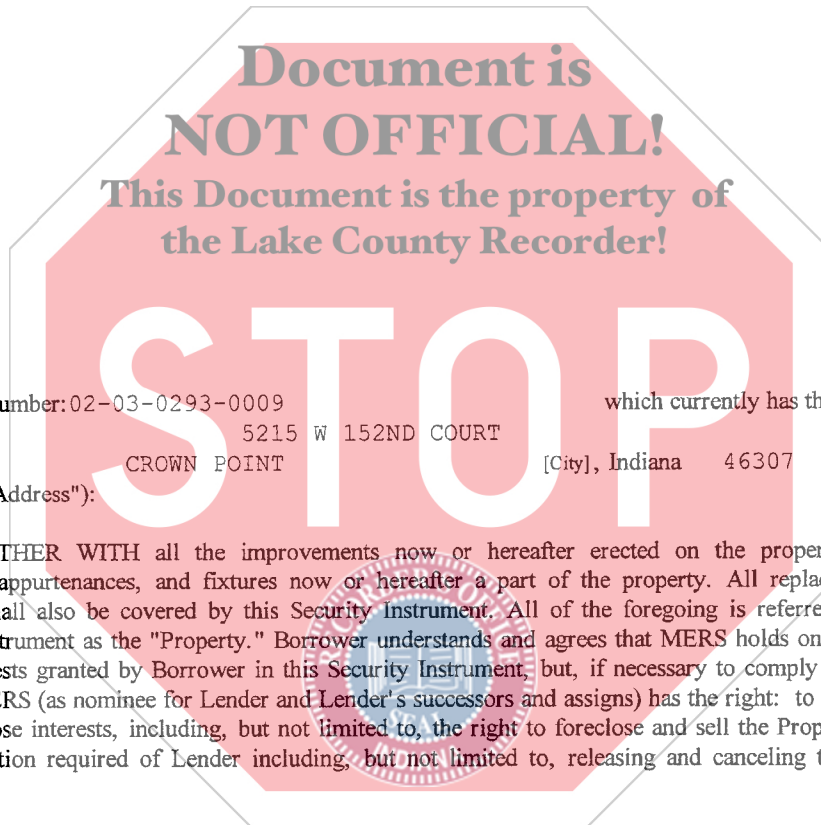 Document is
NOT OFFICIAL!
This Document is the property of
the Lake County Recorder!
STOP
umber: 02-03-0293-0009 which currently has th
5215 W 152ND COURT
CROWN POINT [City], Indiana 46307
Address"):
THER WITH all the improvements now or hereafter erected on the proper
appurtenances, and fixtures now or hereafter a part of the property. All replac
all also be covered by this Security Instrument. All of the foregoing is referre
trument as the "Property." Borrower understands and agrees that MERS holds on
sts granted by Borrower in this Security Instrument, but, if necessary to comply
RS (as nominee for Lender and Lender's successors and assigns) has the right: to
se interests, including, but not limited to, the right to foreclose and sell the Prop
tion required of Lender including, but not limited to, releasing and canceling t
RECORDER'S OFFICE
SEAL
INDIANA